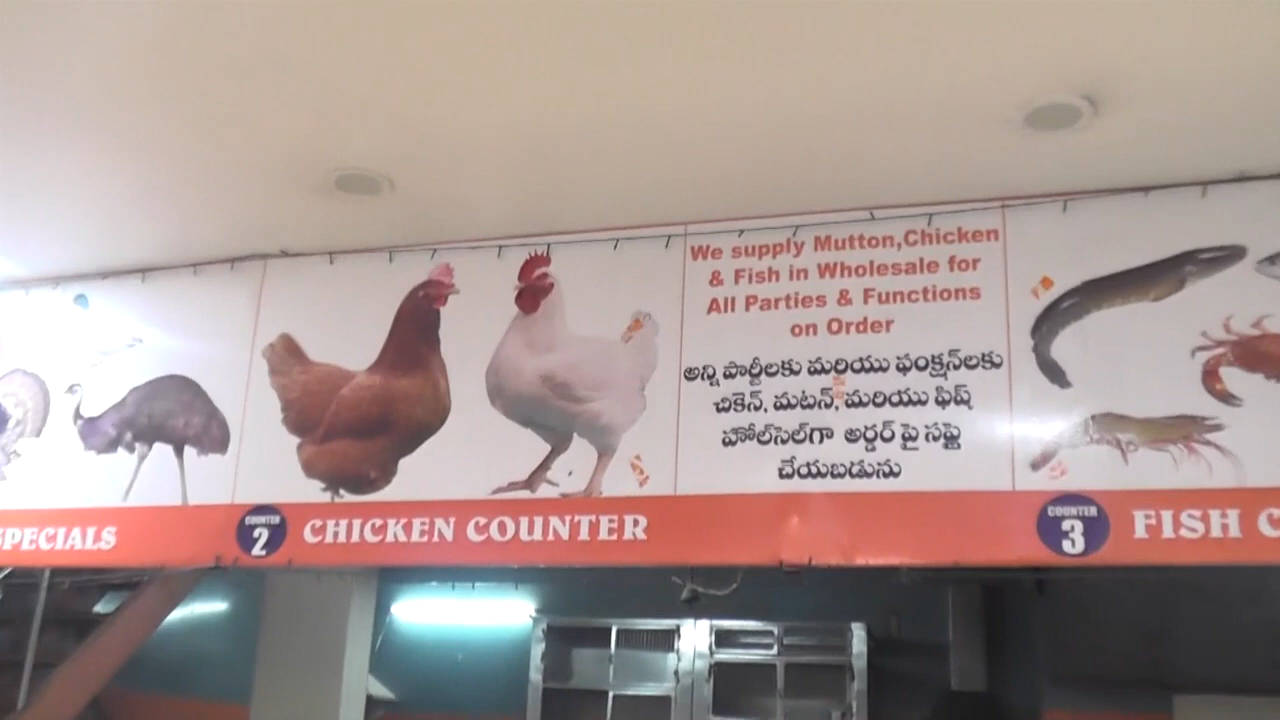 We supply Mutton,Chicken
& Fish in Wholesale for
All Parties & Functions
on Order
అన్ని పార్టీలకు మరియు ఫంక్షన్‌లకు
చికెన్, మటన్, మరియు ఫిష్
హోల్‌సేల్‌గా అర్డర్ పై సప్లై
చేయబడును
SPECIALS
COUNTER
2
CHICKEN COUNTER
COUNTER
3
FISH